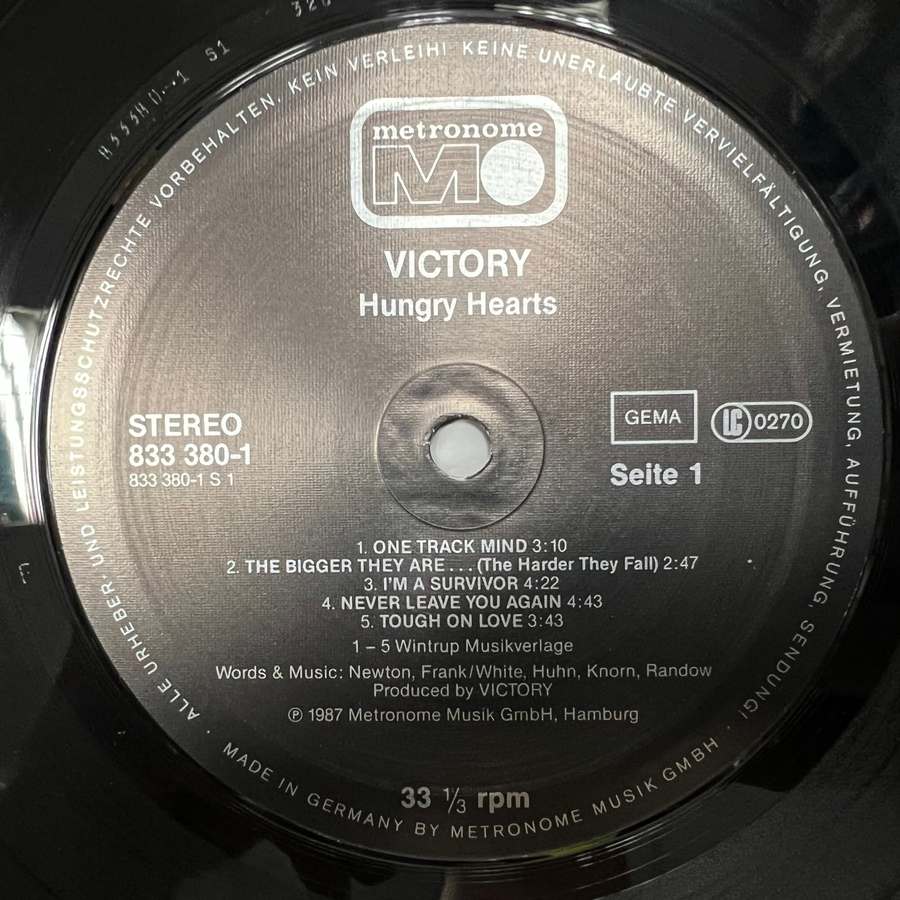 ALLE URHEBER- UND LEISTUNGSSCHUTZRECHTE VORBEHALTEN. KEIN VERLEIH! KEINE UNERLAUBTE VERVIELFÄLTIGUNG, VERMIETUNG, AUFFÜHRUNG, SENDUNG!
metronome
MO
VICTORY
Hungry Hearts
STEREO
833 380-1
833 380-1 S 1
GEMA
LC 0270
Seite 1
1. ONE TRACK MIND 3:10
2. THE BIGGER THEY ARE... (The Harder They Fall) 2:47
3. I'M A SURVIVOR 4:22
4. NEVER LEAVE YOU AGAIN 4:43
5. TOUGH ON LOVE 3:43
1 – 5 Wintrup Musikverlage
Words & Music: Newton, Frank/White, Huhn, Knorn, Randow
Produced by VICTORY
℗ 1987 Metronome Musik GmbH, Hamburg
33 ⅓ rpm
· MADE IN GERMANY BY METRONOME MUSIK GMBH ·
S1
320